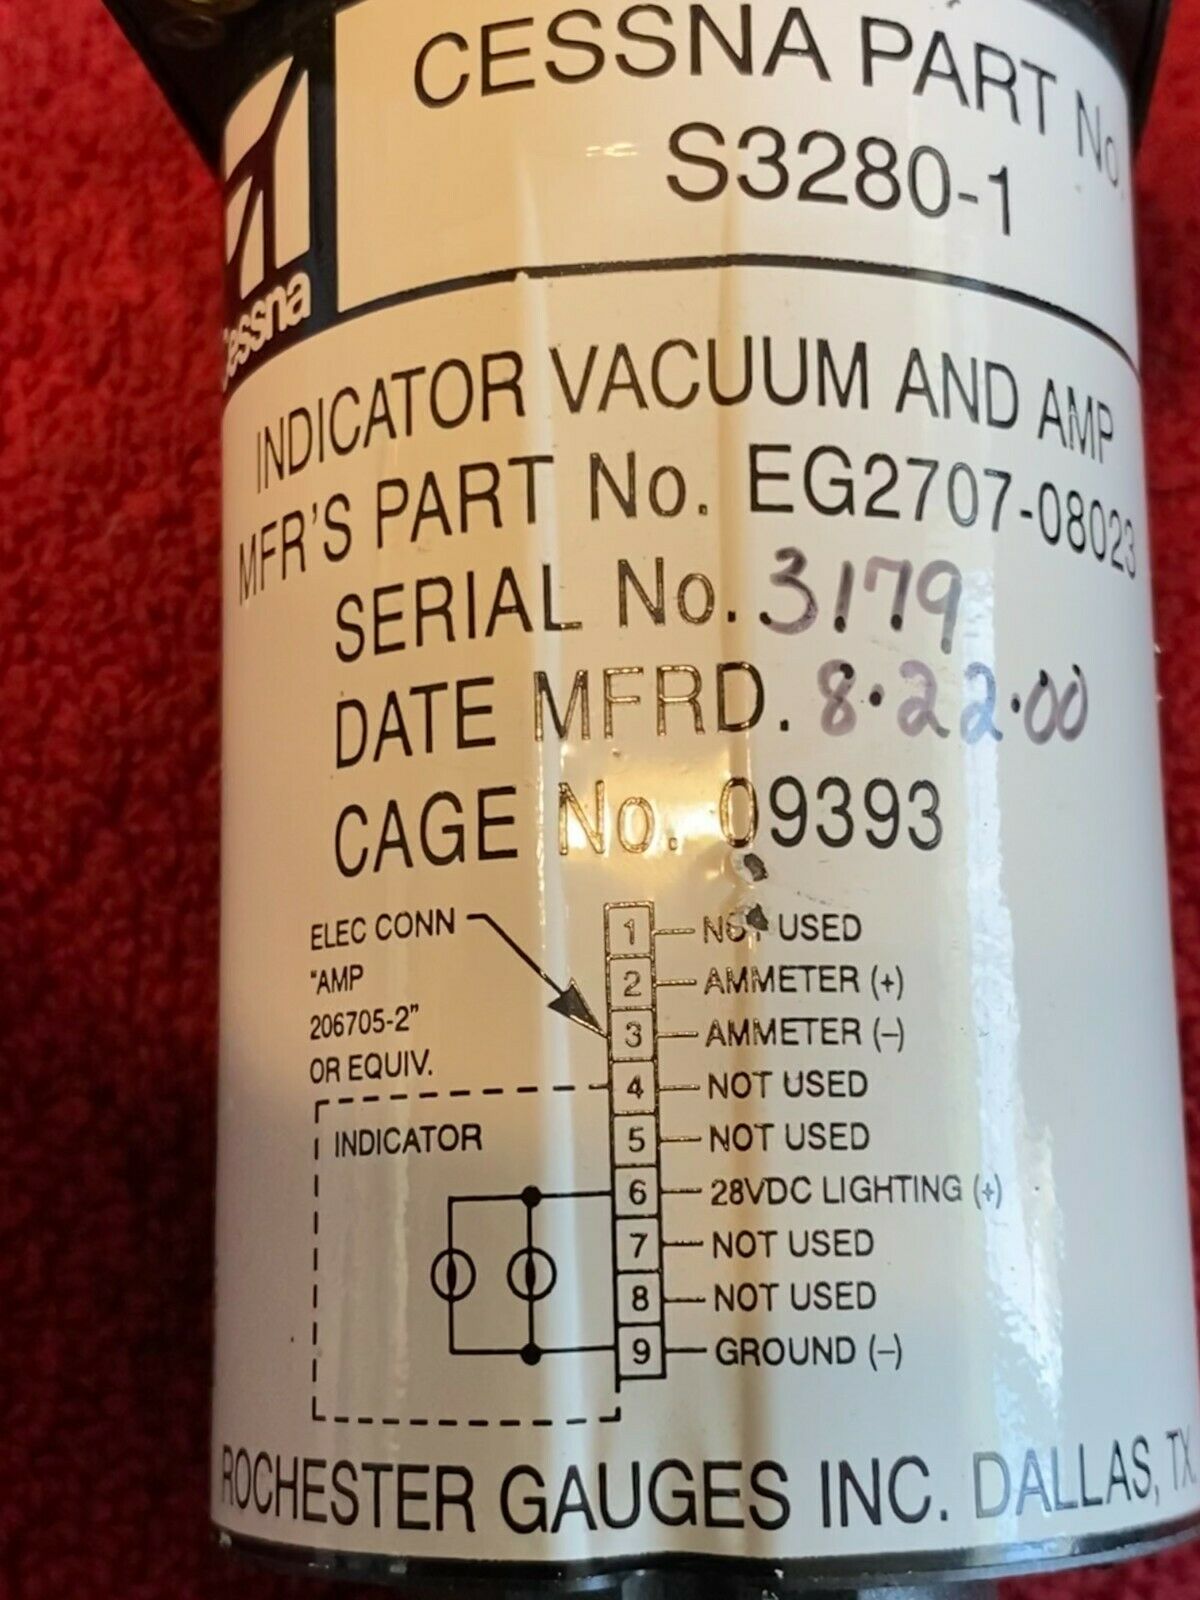 CESSNA PART No.
S3280-1
Cessna
INDICATOR VACUUM AND AMP
MFR'S PART No. EG2707-08023
SERIAL No. 3179
DATE MFRD. 8·22·00
CAGE No. 09393
ELEC CONN
"AMP
206705-2"
OR EQUIV.
INDICATOR
1 NOT USED
2 AMMETER (+)
3 AMMETER (–)
4 NOT USED
5 NOT USED
6 28VDC LIGHTING (+)
7 NOT USED
8 NOT USED
9 GROUND (–)
ROCHESTER GAUGES INC. DALLAS, TX